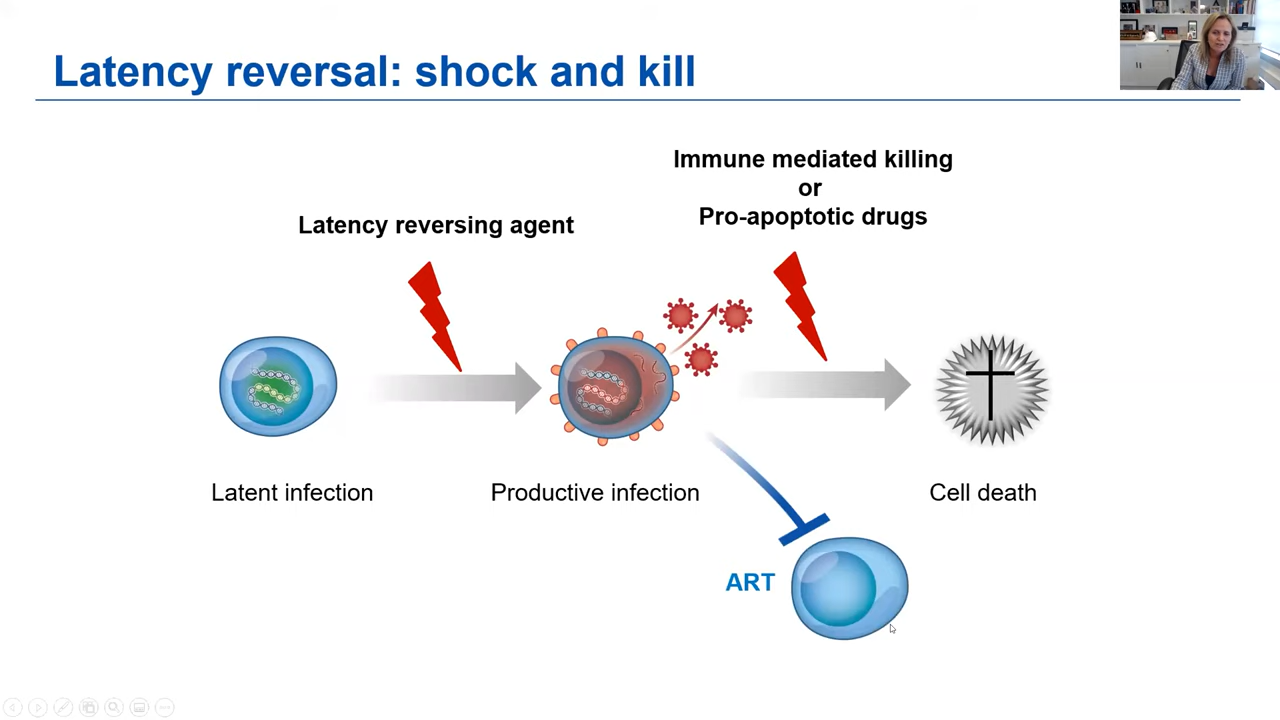 Latency reversal: shock and kill
Immune mediated killing
or
Pro-apoptotic drugs
Latency reversing agent
Latent infection
Productive infection
Cell death
ART